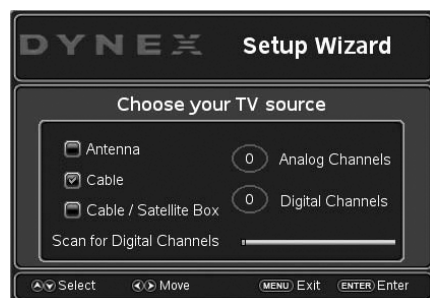 DYNEX Setup Wizard
Choose your TV source
Antenna
Cable
Cable / Satellite Box
0 Analog Channels
0 Digital Channels
Scan for Digital Channels
Select Move MENU Exit ENTER Enter